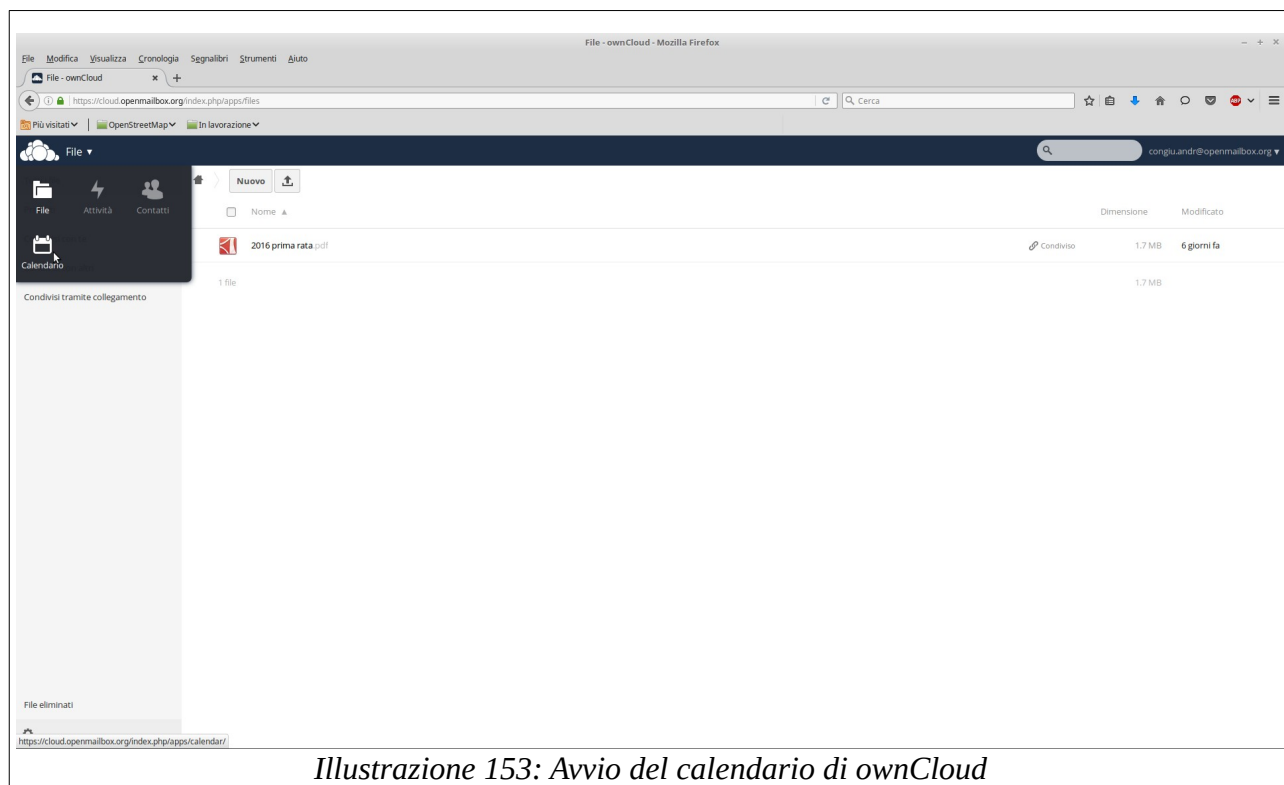 File - ownCloud - Mozilla Firefox
File Modifica Visualizza Cronologia Segnalibri Strumenti Aiuto
File - ownCloud
https://cloud.openmailbox.org/index.php/apps/files
Cerca
ABP
Più visitati OpenStreetMap In lavorazione
File
congiu.andr@openmailbox.org
Nuovo
File Attività Contatti
Nome Dimensione Modificato
2016 prima rata.pdf Condiviso 1.7 MB 6 giorni fa
Calendario
1 file 1.7 MB
Condivisi tramite collegamento
File eliminati
https://cloud.openmailbox.org/index.php/apps/calendar/
Illustrazione 153: Avvio del calendario di ownCloud